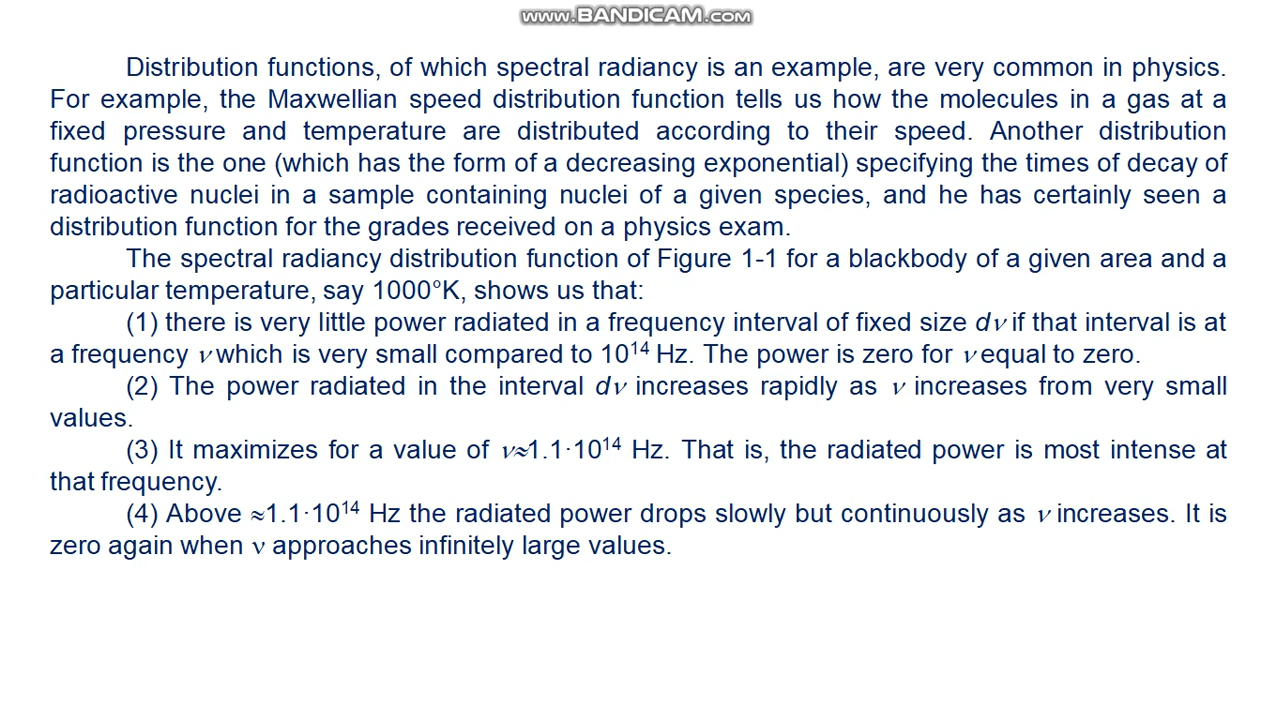 www.BANDICAM.com
Distribution functions, of which spectral radiancy is an example, are very common in physics.
For example, the Maxwellian speed distribution function tells us how the molecules in a gas at a
fixed pressure and temperature are distributed according to their speed. Another distribution
function is the one (which has the form of a decreasing exponential) specifying the times of decay of
radioactive nuclei in a sample containing nuclei of a given species, and he has certainly seen a
distribution function for the grades received on a physics exam.
The spectral radiancy distribution function of Figure 1-1 for a blackbody of a given area and a
particular temperature, say 1000°K, shows us that:
(1) there is very little power radiated in a frequency interval of fixed size dν if that interval is at
a frequency ν which is very small compared to 10¹⁴ Hz. The power is zero for ν equal to zero.
(2) The power radiated in the interval dν increases rapidly as ν increases from very small
values.
(3) It maximizes for a value of ν≈1.1·10¹⁴ Hz. That is, the radiated power is most intense at
that frequency.
(4) Above ≈1.1·10¹⁴ Hz the radiated power drops slowly but continuously as ν increases. It is
zero again when ν approaches infinitely large values.